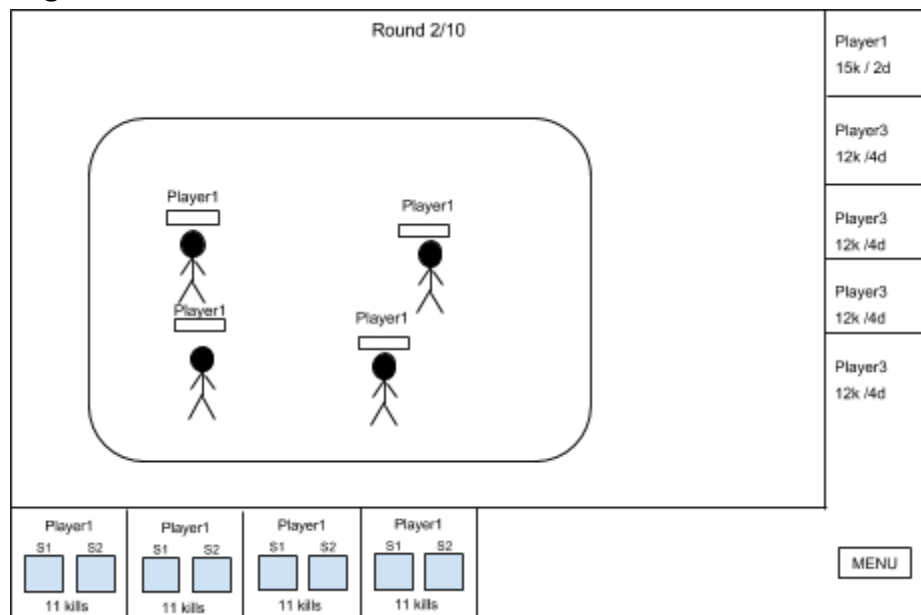 Round 2/10
Player1
15k / 2d
Player3
12k /4d
Player3
12k /4d
Player3
12k /4d
Player3
12k /4d
Player1
Player1
Player1
Player1
Player1
S1 S2
11 kills
Player1
S1 S2
11 kills
Player1
S1 S2
11 kills
Player1
S1 S2
11 kills
MENU